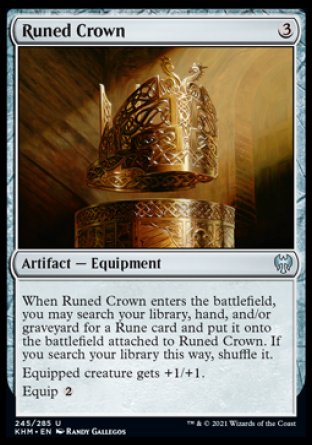 Runed Crown 3
Artifact — Equipment
When Runed Crown enters the battlefield,
you may search your library, hand, and/or
graveyard for a Rune card and put it onto
the battlefield attached to Runed Crown. If
you search your library this way, shuffle it.
Equipped creature gets +1/+1.
Equip 2
245/285 U
KHM • EN RANDY GALLEGOS
™ & © 2021 Wizards of the Coast